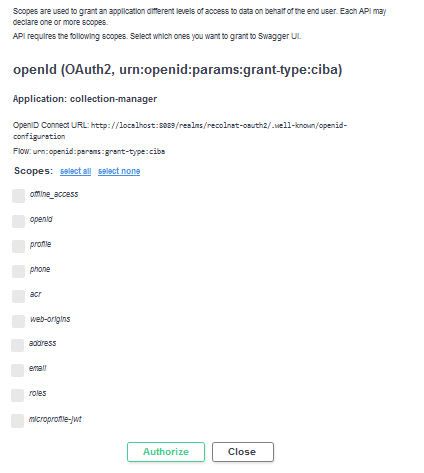 Scopes are used to grant an application different levels of access to data on behalf of the end user. Each API may
declare one or more scopes.
API requires the following scopes. Select which ones you want to grant to Swagger UI.
openId (OAuth2, urn:openid:params:grant-type:ciba)
Application: collection-manager
OpenID Connect URL: http://localhost:8089/realms/recolnat-oauth2/.well-known/openid-
configuration
Flow: urn:openid:params:grant-type:ciba
Scopes: select all select none
offline_access
openid
profile
phone
acr
web-origins
address
email
roles
microprofile-jwt
Authorize Close